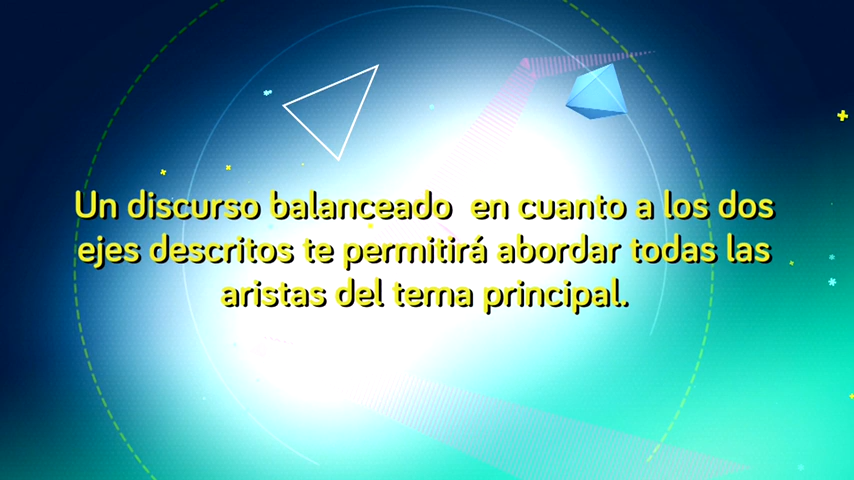 Un discurso balanceado  en cuanto a los dos
ejes descritos te permitirá abordar todas las
aristas del tema principal.